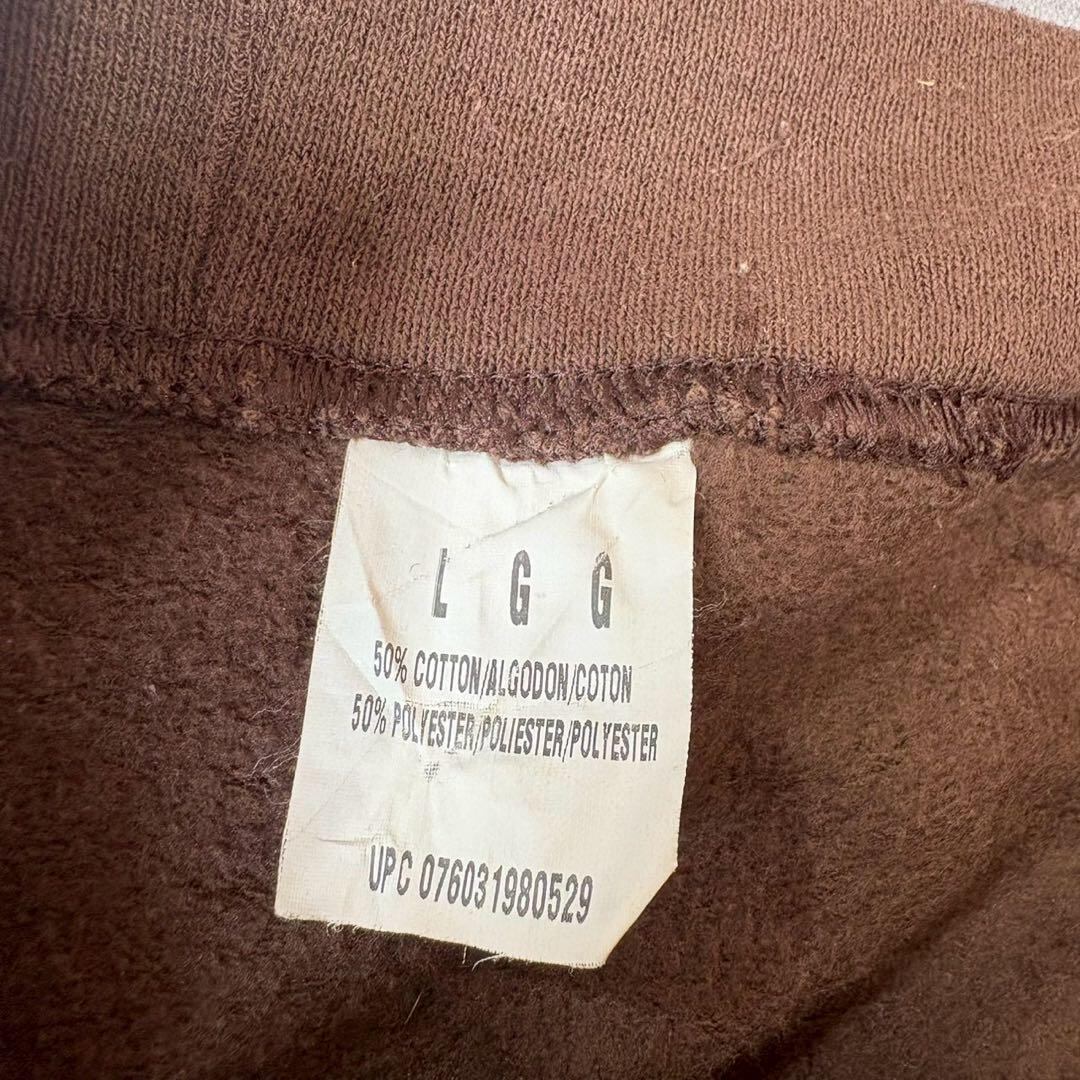 L G G
50% COTTON/ALGODON/COTON
50% POLYESTER/POLIESTER/POLYESTER
UPC 076031980529